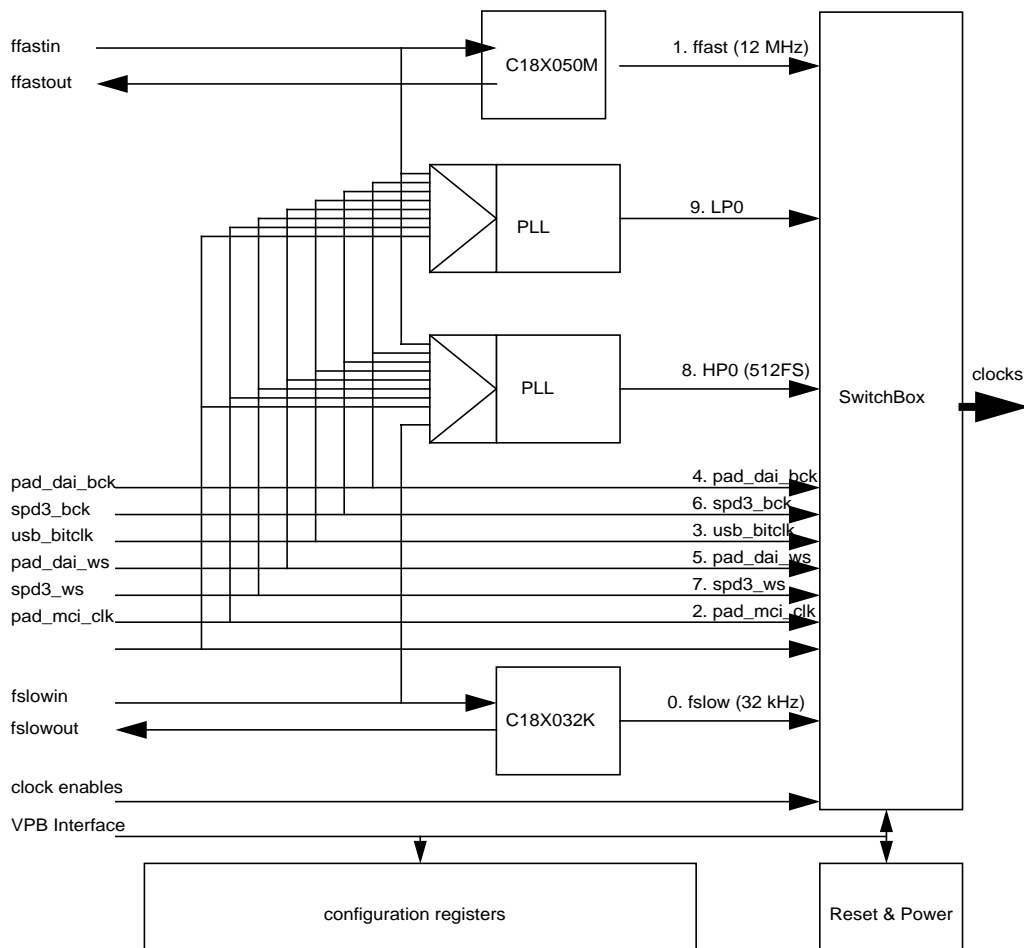 ffastin
ffastout
C18X050M
1. ffast (12 MHz)
PLL
9. LP0
PLL
8. HP0 (512FS)
SwitchBox
clocks
pad_dai_bck
4. pad_dai_bck
spd3_bck
6. spd3_bck
usb_bitclk
3. usb_bitclk
pad_dai_ws
5. pad_dai_ws
spd3_ws
7. spd3_ws
pad_mci_clk
2. pad_mci_clk
fslowin
fslowout
C18X032K
0. fslow (32 kHz)
clock enables
VPB Interface
configuration registers
Reset & Power